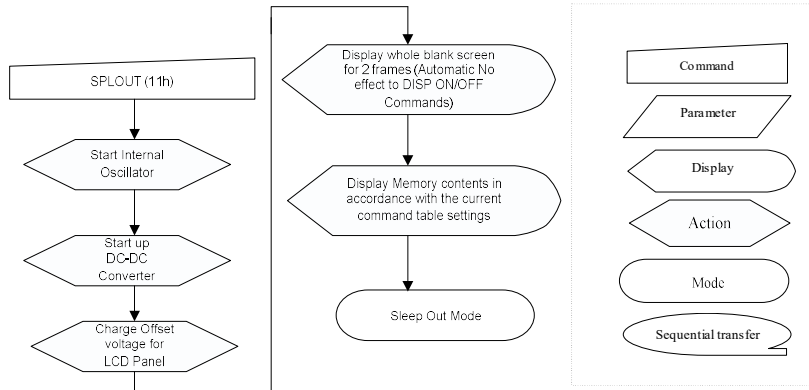 SPLOUT (11h)
Start Internal
Oscillator
Start up
DC-DC
Converter
Charge Offset
voltage for
LCD Panel
Display whole blank screen
for 2 frames (Automatic No
effect to DISP ON/OFF
Commands)
Display Memory contents in
accordance with the current
command table settings
Sleep Out Mode
Command
Parameter
Display
Action
Mode
Sequential transfer